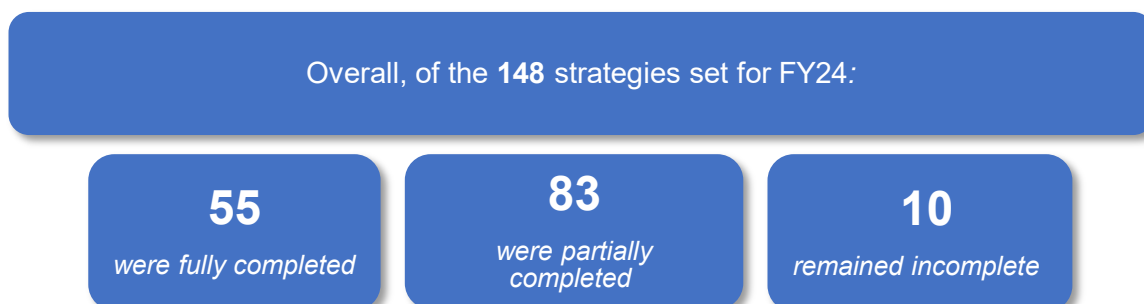 Overall, of the 148 strategies set for FY24:
55
were fully completed
83
were partially
completed
10
remained incomplete